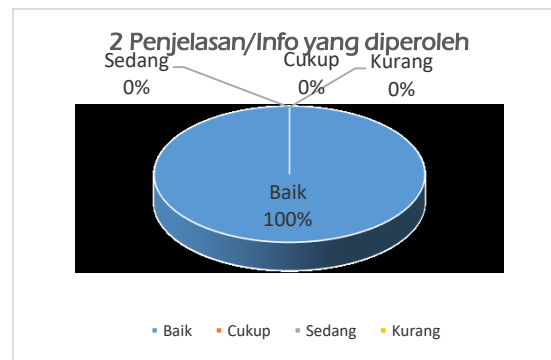 2 Penjelasan/Info yang diperoleh
Sedang
0%
Cukup
0%
Kurang
0%
Baik
100%
Baik Cukup Sedang Kurang